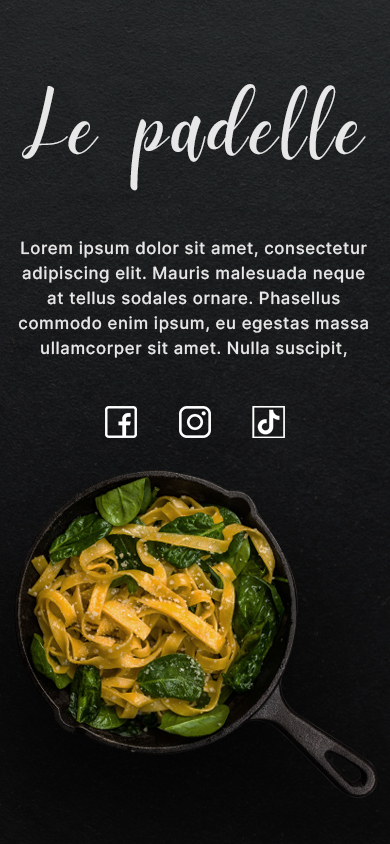 Le padelle
Lorem ipsum dolor sit amet, consectetur
adipiscing elit. Mauris malesuada neque
at tellus sodales ornare. Phasellus
commodo enim ipsum, eu egestas massa
ullamcorper sit amet. Nulla suscipit,